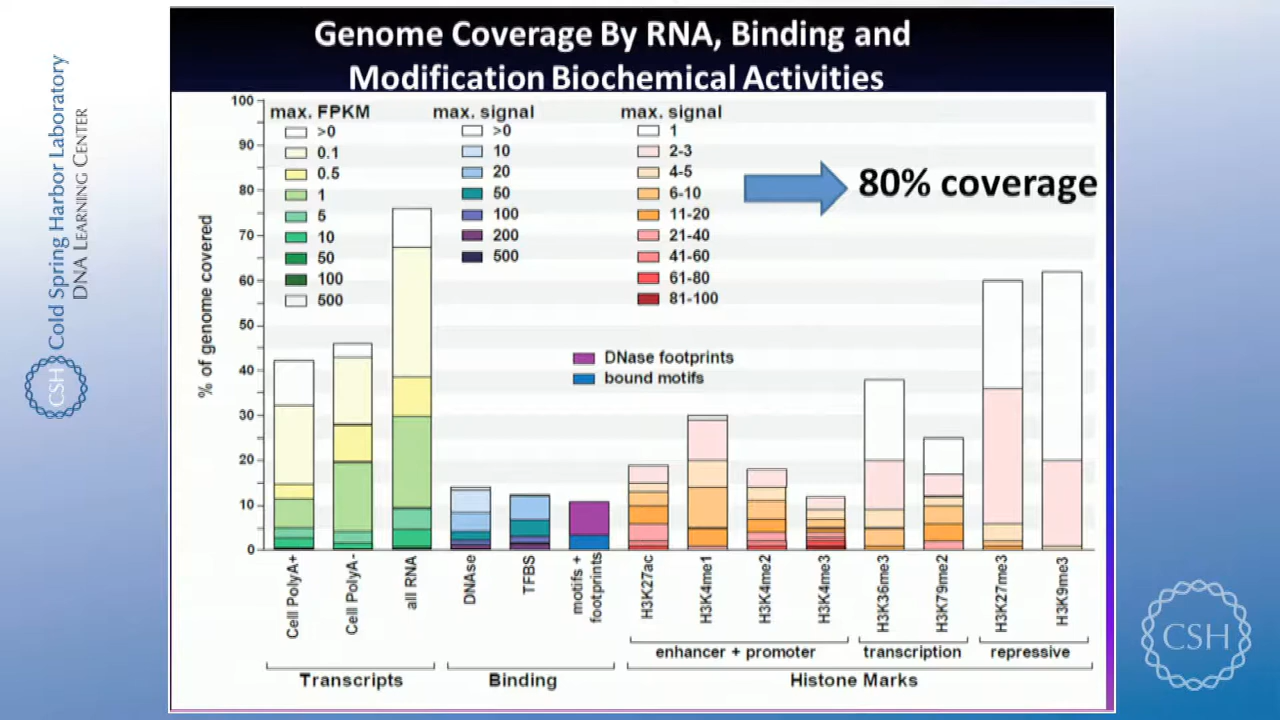 Cold Spring Harbor Laboratory
DNA LEARNING CENTER
CSH
Genome Coverage By RNA, Binding and
Modification Biochemical Activities
100
90
80
70
60
50
40
30
20
10
0
% of genome covered
max. FPKM
>0
0.1
0.5
1
5
10
50
100
500
max. signal
>0
10
20
50
100
200
500
max. signal
1
2-3
4-5
6-10
11-20
21-40
41-60
61-80
81-100
80% coverage
DNase footprints
bound motifs
Cell PolyA+
Cell PolyA-
all RNA
DNAse
TFBS
motifs +
footprints
H3K27ac
H3K4me1
H3K4me2
H3K4me3
H3K36me3
H3K79me2
H3K27me3
H3K9me3
enhancer + promoter
transcription
repressive
Transcripts
Binding
Histone Marks
CSH